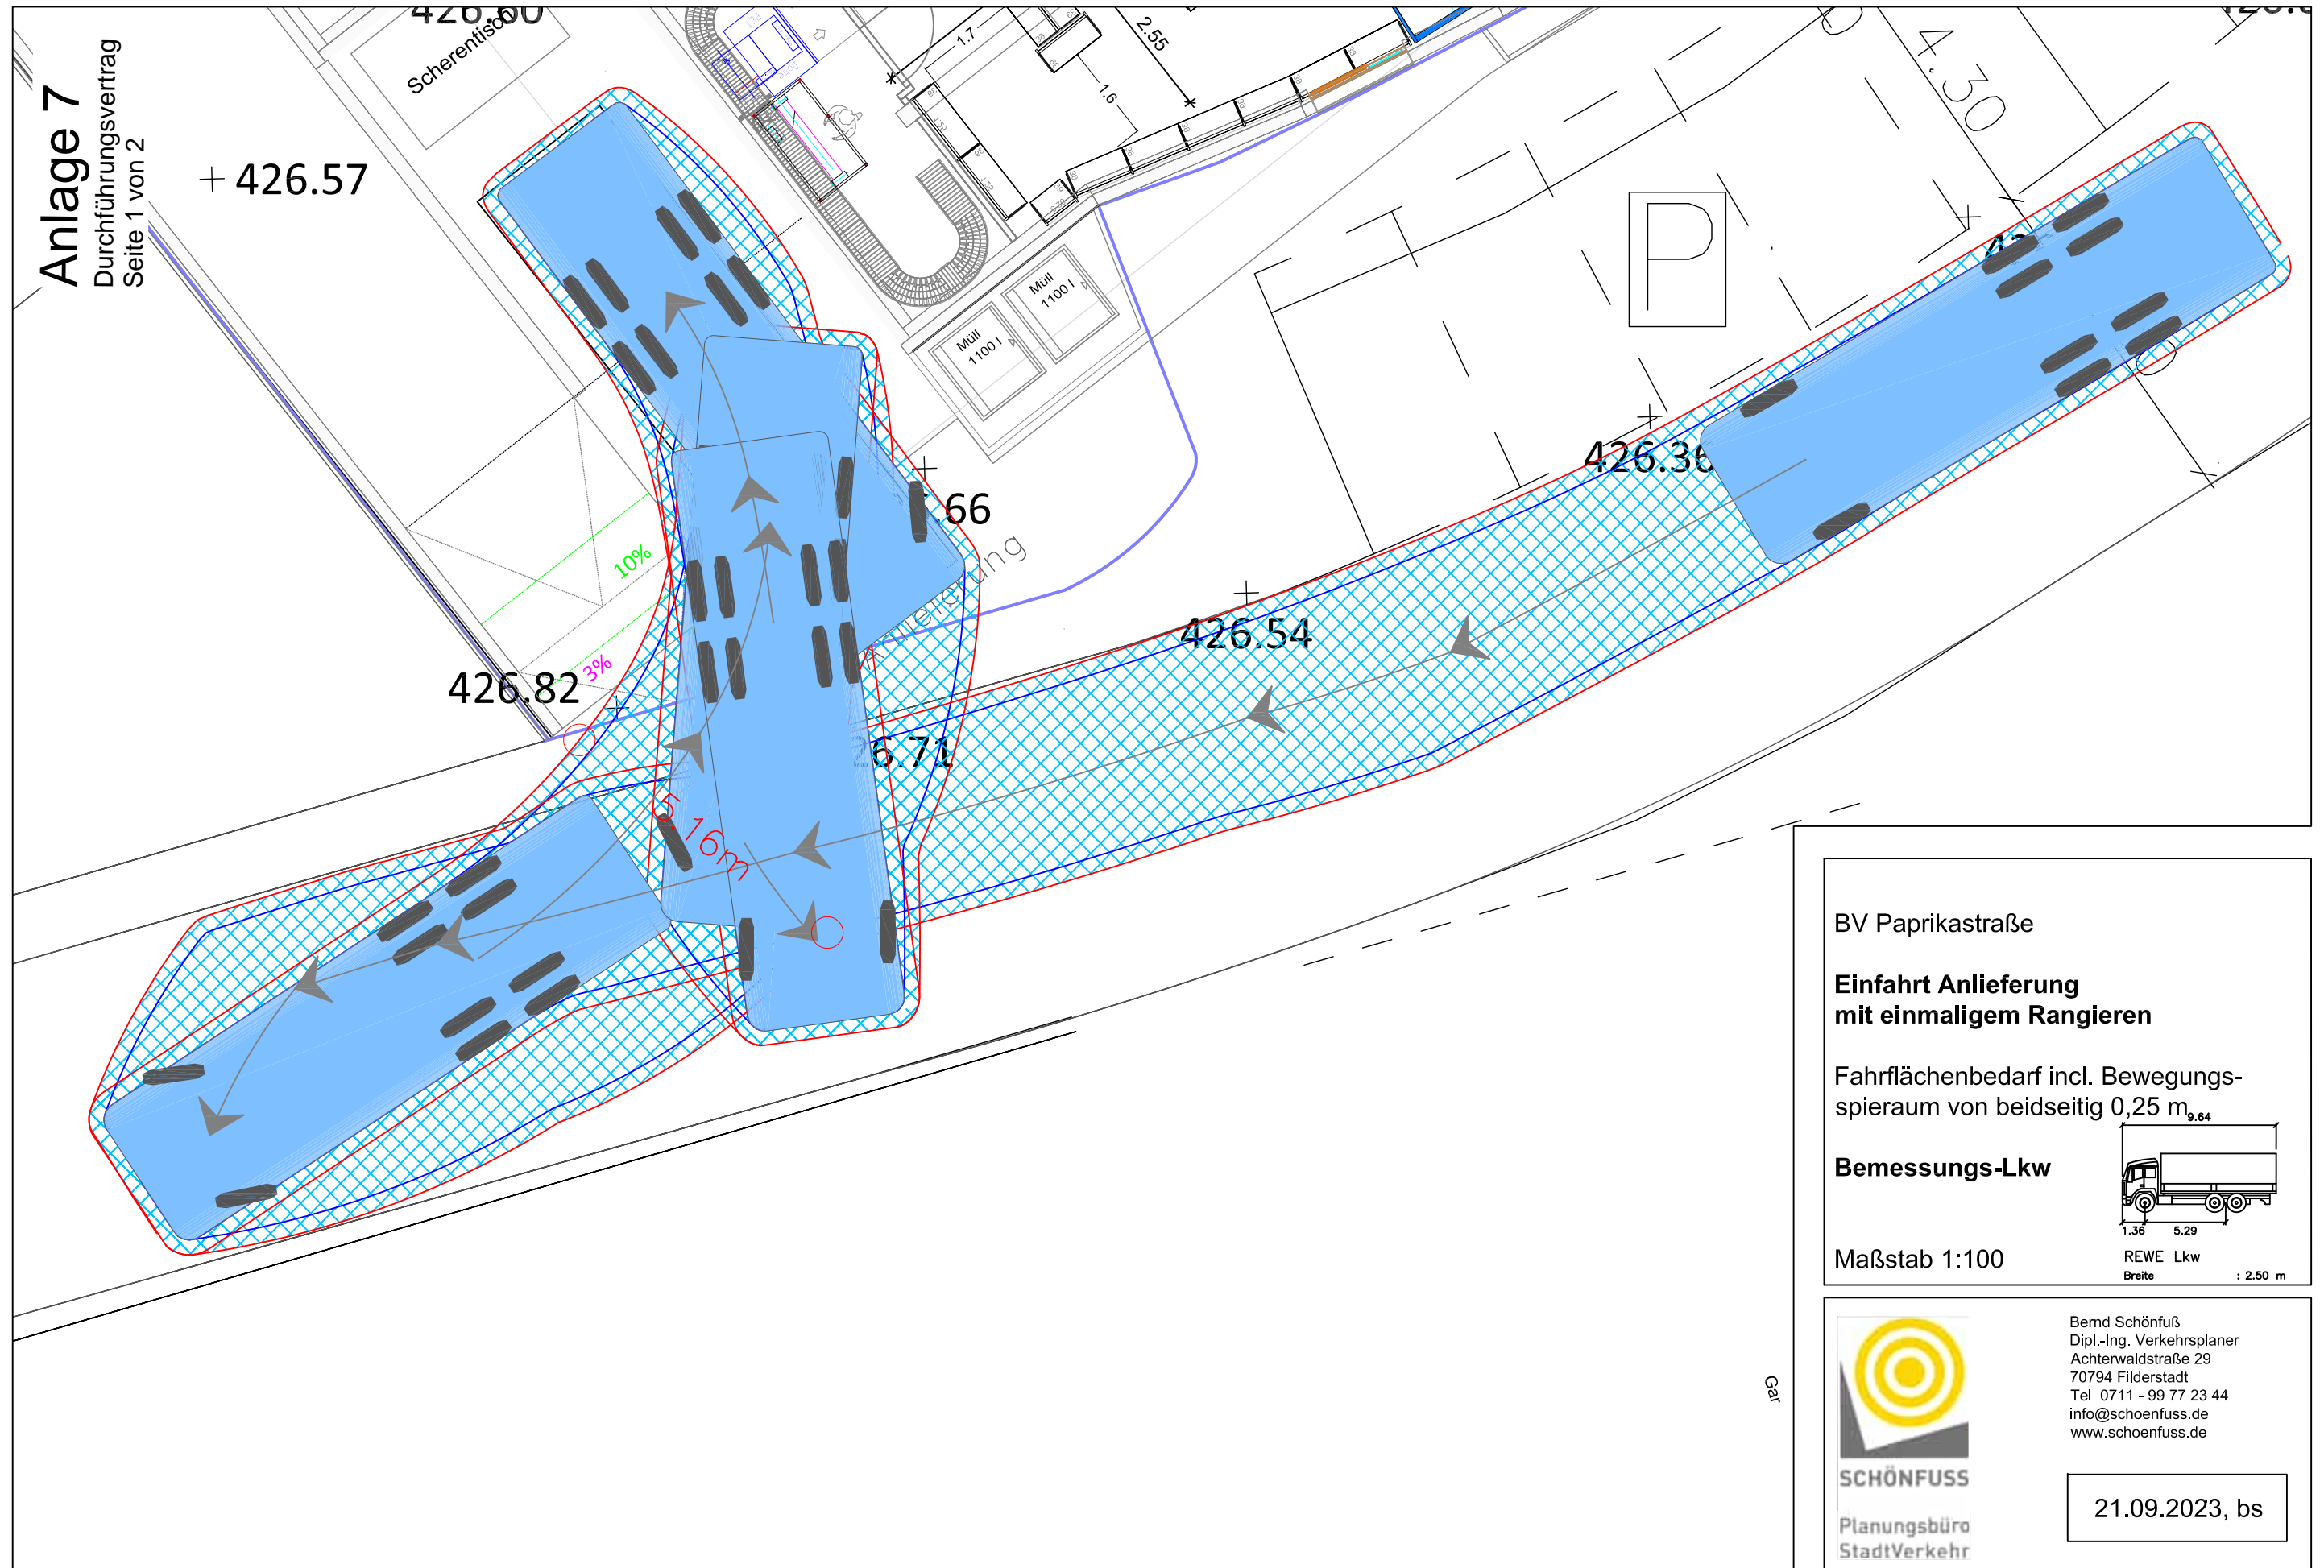 Anlage 7
Durchführungsvertrag
Seite 1 von 2
426.60
Scherentisch
426.57
1.7
2.55
1.6
4.30
P
Müll
1100 l
Müll
1100 l
.66
426.36
426.54
10%
3%
426.82
26.71
5.16m
BV Paprikastraße
Einfahrt Anlieferung
mit einmaligem Rangieren
Fahrflächenbedarf incl. Bewegungs-
spieraum von beidseitig 0,25 m
9.64
Bemessungs-Lkw
1.36 5.29
Maßstab 1:100
REWE Lkw
Breite : 2.50 m
Gar
Bernd Schönfuß
Dipl.-Ing. Verkehrsplaner
Achterwaldstraße 29
70794 Filderstadt
Tel 0711 - 99 77 23 44
info@schoenfuss.de
www.schoenfuss.de
SCHÖNFUSS
Planungsbüro
StadtVerkehr
21.09.2023, bs